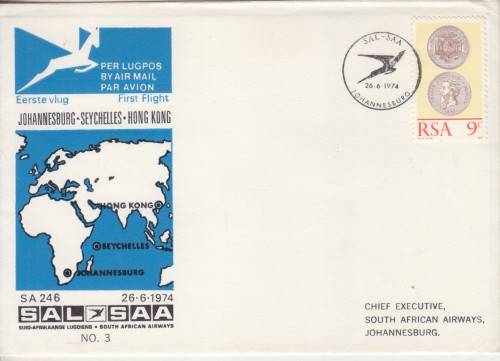 PER LUGPOS
BY AIR MAIL
PAR AVION
Eerste vlug First Flight
JOHANNESBURG • SEYCHELLES • HONG KONG
HONG KONG
SEYCHELLES
JOHANNESBURG
SA 246 26-6-1974
SAL SAA
SUID-AFRIKAANSE LUGDIENS • SOUTH AFRICAN AIRWAYS
NO. 3
SAL - SAA
26-6-1974
JOHANNESBURG
RSA 9c
CHIEF EXECUTIVE,
SOUTH AFRICAN AIRWAYS,
JOHANNESBURG.